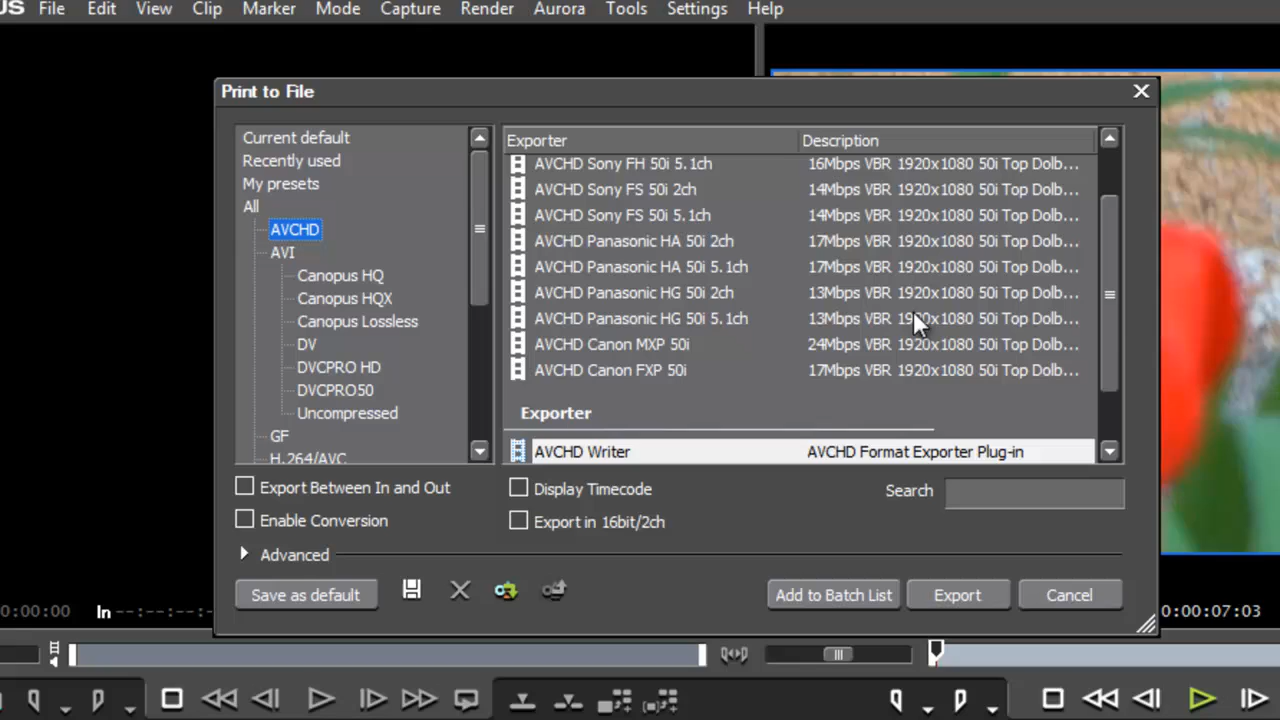 US File Edit View Clip Marker Mode Capture Render Aurora Tools Settings Help
Print to File
Current default
Recently used
My presets
All
AVCHD
AVI
Canopus HQ
Canopus HQX
Canopus Lossless
DV
DVCPRO HD
DVCPRO50
Uncompressed
GF
H.264/AVC
Exporter Description
AVCHD Sony FH 50i 5.1ch 16Mbps VBR 1920x1080 50i Top Dolb...
AVCHD Sony FS 50i 2ch 14Mbps VBR 1920x1080 50i Top Dolb...
AVCHD Sony FS 50i 5.1ch 14Mbps VBR 1920x1080 50i Top Dolb...
AVCHD Panasonic HA 50i 2ch 17Mbps VBR 1920x1080 50i Top Dolb...
AVCHD Panasonic HA 50i 5.1ch 17Mbps VBR 1920x1080 50i Top Dolb...
AVCHD Panasonic HG 50i 2ch 13Mbps VBR 1920x1080 50i Top Dolb...
AVCHD Panasonic HG 50i 5.1ch 13Mbps VBR 1920x1080 50i Top Dolb...
AVCHD Canon MXP 50i 24Mbps VBR 1920x1080 50i Top Dolb...
AVCHD Canon FXP 50i 17Mbps VBR 1920x1080 50i Top Dolb...
Exporter
AVCHD Writer AVCHD Format Exporter Plug-in
Export Between In and Out Display Timecode Search
Enable Conversion Export in 16bit/2ch
Advanced
Save as default Add to Batch List Export Cancel
0:00:00 In --:--:--:- 0:00:07:03